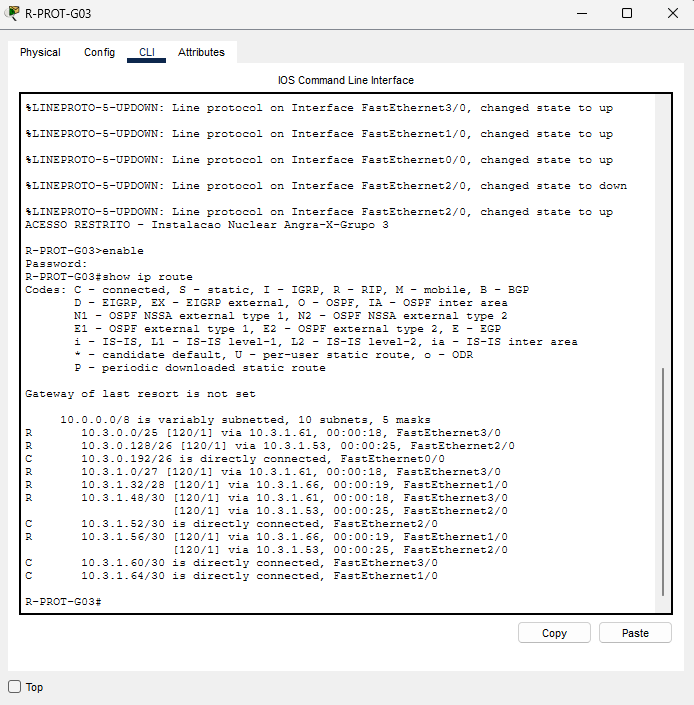 R-PROT-G03
Physical Config CLI Attributes
IOS Command Line Interface
%LINEPROTO-5-UPDOWN: Line protocol on Interface FastEthernet3/0, changed state to up
%LINEPROTO-5-UPDOWN: Line protocol on Interface FastEthernet1/0, changed state to up
%LINEPROTO-5-UPDOWN: Line protocol on Interface FastEthernet0/0, changed state to up
%LINEPROTO-5-UPDOWN: Line protocol on Interface FastEthernet2/0, changed state to down
%LINEPROTO-5-UPDOWN: Line protocol on Interface FastEthernet2/0, changed state to up
ACESSO RESTRITO - Instalacao Nuclear Angra-X-Grupo 3
R-PROT-G03>enable
Password:
R-PROT-G03#show ip route
Codes: C - connected, S - static, I - IGRP, R - RIP, M - mobile, B - BGP
D - EIGRP, EX - EIGRP external, O - OSPF, IA - OSPF inter area
N1 - OSPF NSSA external type 1, N2 - OSPF NSSA external type 2
E1 - OSPF external type 1, E2 - OSPF external type 2, E - EGP
i - IS-IS, L1 - IS-IS level-1, L2 - IS-IS level-2, ia - IS-IS inter area
* - candidate default, U - per-user static route, o - ODR
P - periodic downloaded static route
Gateway of last resort is not set
10.0.0.0/8 is variably subnetted, 10 subnets, 5 masks
R 10.3.0.0/25 [120/1] via 10.3.1.61, 00:00:18, FastEthernet3/0
R 10.3.0.128/26 [120/1] via 10.3.1.53, 00:00:25, FastEthernet2/0
C 10.3.0.192/26 is directly connected, FastEthernet0/0
R 10.3.1.0/27 [120/1] via 10.3.1.61, 00:00:18, FastEthernet3/0
R 10.3.1.32/28 [120/1] via 10.3.1.66, 00:00:19, FastEthernet1/0
R 10.3.1.48/30 [120/1] via 10.3.1.61, 00:00:18, FastEthernet3/0
[120/1] via 10.3.1.53, 00:00:25, FastEthernet2/0
C 10.3.1.52/30 is directly connected, FastEthernet2/0
R 10.3.1.56/30 [120/1] via 10.3.1.66, 00:00:19, FastEthernet1/0
[120/1] via 10.3.1.53, 00:00:25, FastEthernet2/0
C 10.3.1.60/30 is directly connected, FastEthernet3/0
C 10.3.1.64/30 is directly connected, FastEthernet1/0
R-PROT-G03#
Copy Paste
Top